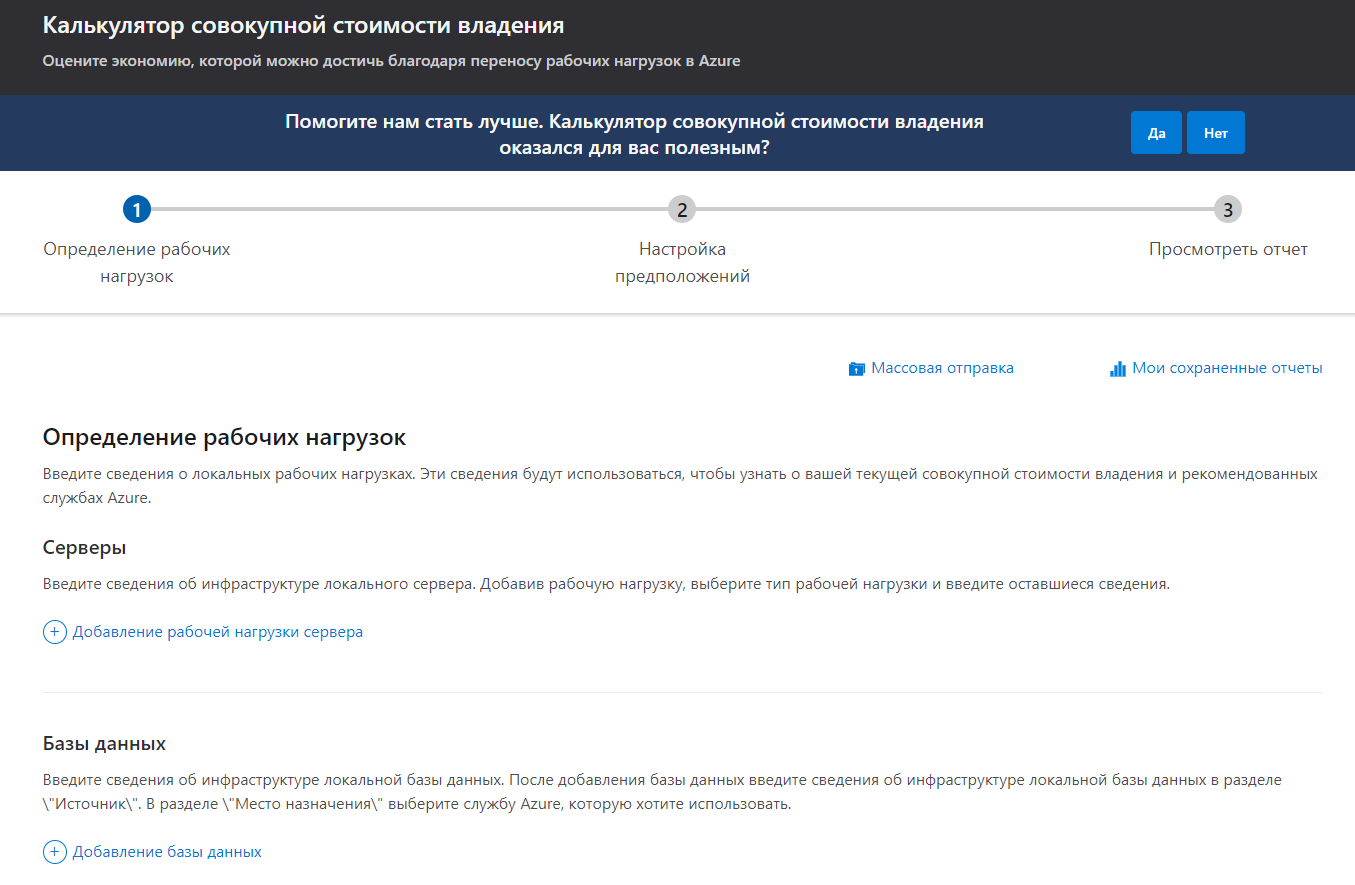 Калькулятор совокупной стоимости владения
Оцените экономию, которой можно достичь благодаря переносу рабочих нагрузок в Azure
Помогите нам стать лучше. Калькулятор совокупной стоимости владения
оказался для вас полезным?
Да Нет
1 2 3
Определение рабочих
нагрузок
Настройка
предположений
Просмотреть отчет
Массовая отправка
Мои сохраненные отчеты
Определение рабочих нагрузок
Введите сведения о локальных рабочих нагрузках. Эти сведения будут использоваться, чтобы узнать о вашей текущей совокупной стоимости владения и рекомендованных
службах Azure.
Серверы
Введите сведения об инфраструктуре локального сервера. Добавив рабочую нагрузку, выберите тип рабочей нагрузки и введите оставшиеся сведения.
Добавление рабочей нагрузки сервера
Базы данных
Введите сведения об инфраструктуре локальной базы данных. После добавления базы данных введите сведения об инфраструктуре локальной базы данных в разделе
\"Источник\". В разделе \"Место назначения\" выберите службу Azure, которую хотите использовать.
Добавление базы данных